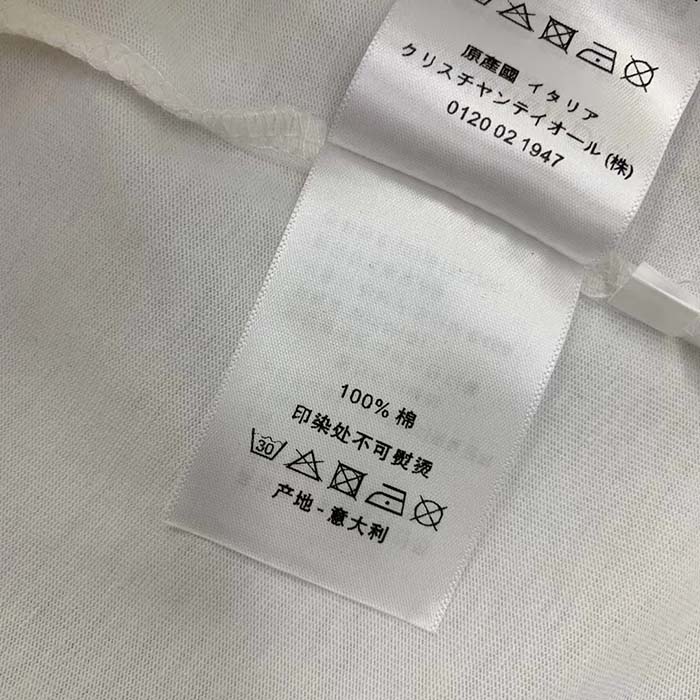 原產國 イタリア
クリスチャンディオール(株)
0120 02 1947
100% 棉
印染处不可熨烫
30
产地 - 意大利